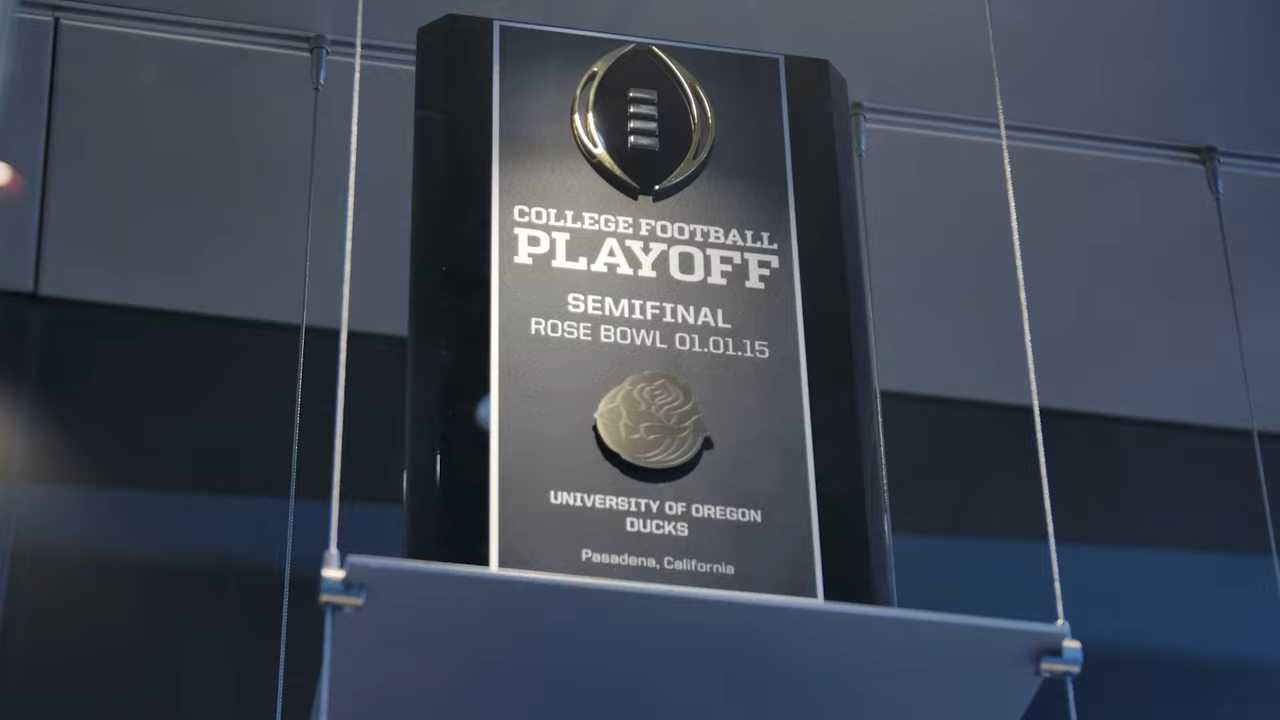 COLLEGE FOOTBALL
PLAYOFF
SEMIFINAL
ROSE BOWL 01.01.15
UNIVERSITY OF OREGON
DUCKS
Pasadena, California